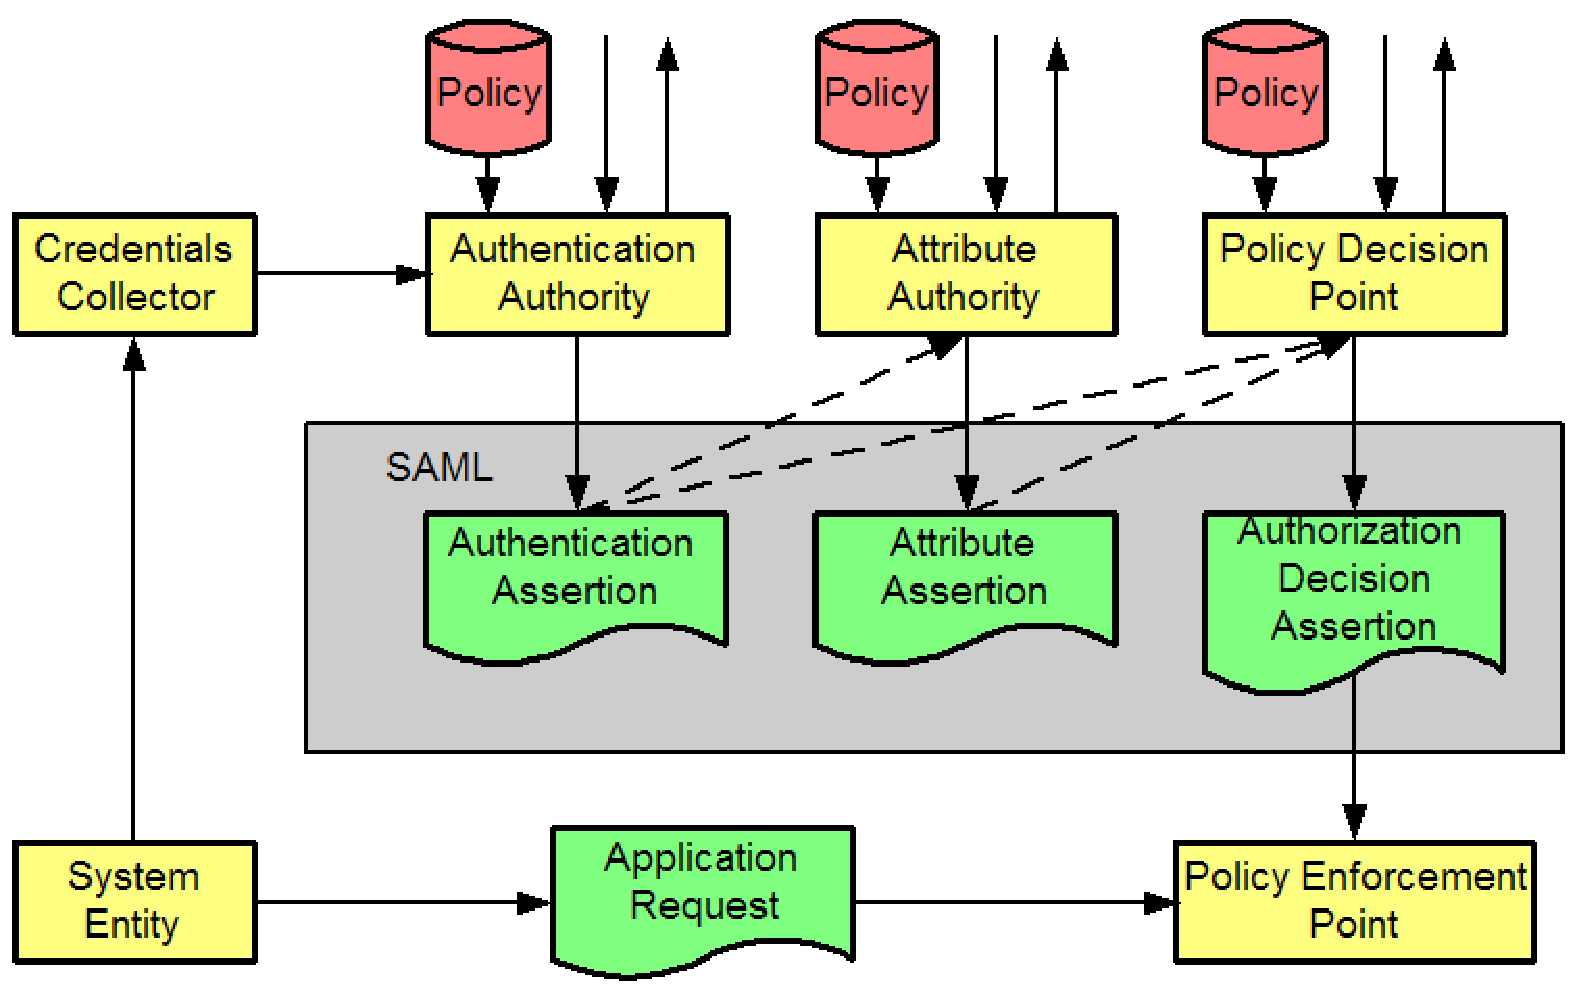 Policy
Policy
Policy
Credentials
Collector
Authentication
Authority
Attribute
Authority
Policy Decision
Point
SAML
Authentication
Assertion
Attribute
Assertion
Authorization
Decision
Assertion
System
Entity
Application
Request
Policy Enforcement
Point